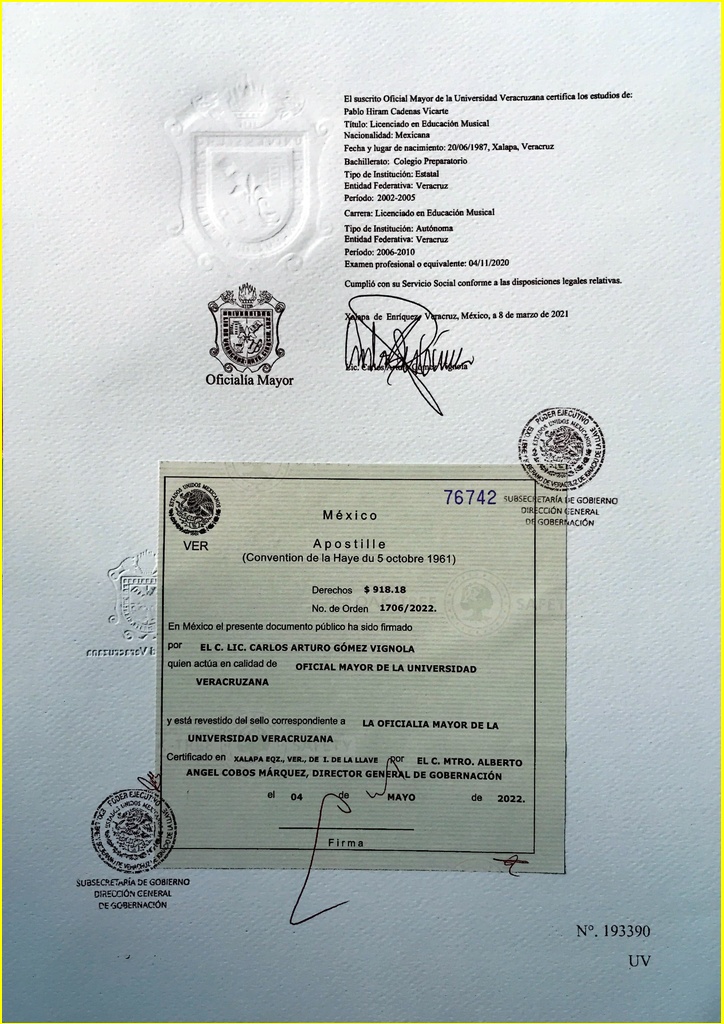 El suscrito Oficial Mayor de la Universidad Veracruzana certifica los estudios de:
Pablo Hiram Cadenas Vicarte
Título: Licenciado en Educación Musical
Nacionalidad: Mexicana
Fecha y lugar de nacimiento: 20/06/1987, Xalapa, Veracruz
Bachillerato: Colegio Preparatorio
Tipo de Institución: Estatal
Entidad Federativa: Veracruz
Período: 2002-2005
Carrera: Licenciado en Educación Musical
Tipo de Institución: Autónoma
Entidad Federativa: Veracruz
Período: 2006-2010
Examen profesional o equivalente: 04/11/2020
Cumplió con su Servicio Social conforme a las disposiciones legales relativas.
Xalapa de Enríquez, Veracruz, México, a 8 de marzo de 2021
Lic. Carlos Arturo Gómez Vignola
Oficialía Mayor
PODER EJECUTIVO
ESTADOS UNIDOS MEXICANOS
SUBSECRETARÍA DE GOBIERNO
DIRECCIÓN GENERAL
DE GOBERNACIÓN
ESTADOS UNIDOS MEXICANOS
VER
76742
México
Apostille
(Convention de la Haye du 5 octobre 1961)
Derechos $ 918.18
No. de Orden 1706/2022.
En México el presente documento público ha sido firmado
por EL C. LIC. CARLOS ARTURO GÓMEZ VIGNOLA
quien actúa en calidad de OFICIAL MAYOR DE LA UNIVERSIDAD
VERACRUZANA
y está revestido del sello correspondiente a LA OFICIALIA MAYOR DE LA
UNIVERSIDAD VERACRUZANA
Certificado en XALAPA EQZ., VER., DE I. DE LA LLAVE por EL C. MTRO. ALBERTO
ANGEL COBOS MÁRQUEZ, DIRECTOR GENERAL DE GOBERNACIÓN
el 04 de MAYO de 2022.
Firma
PODER EJECUTIVO
SUBSECRETARÍA DE GOBIERNO
DIRECCIÓN GENERAL
DE GOBERNACIÓN
N°. 193390
UV